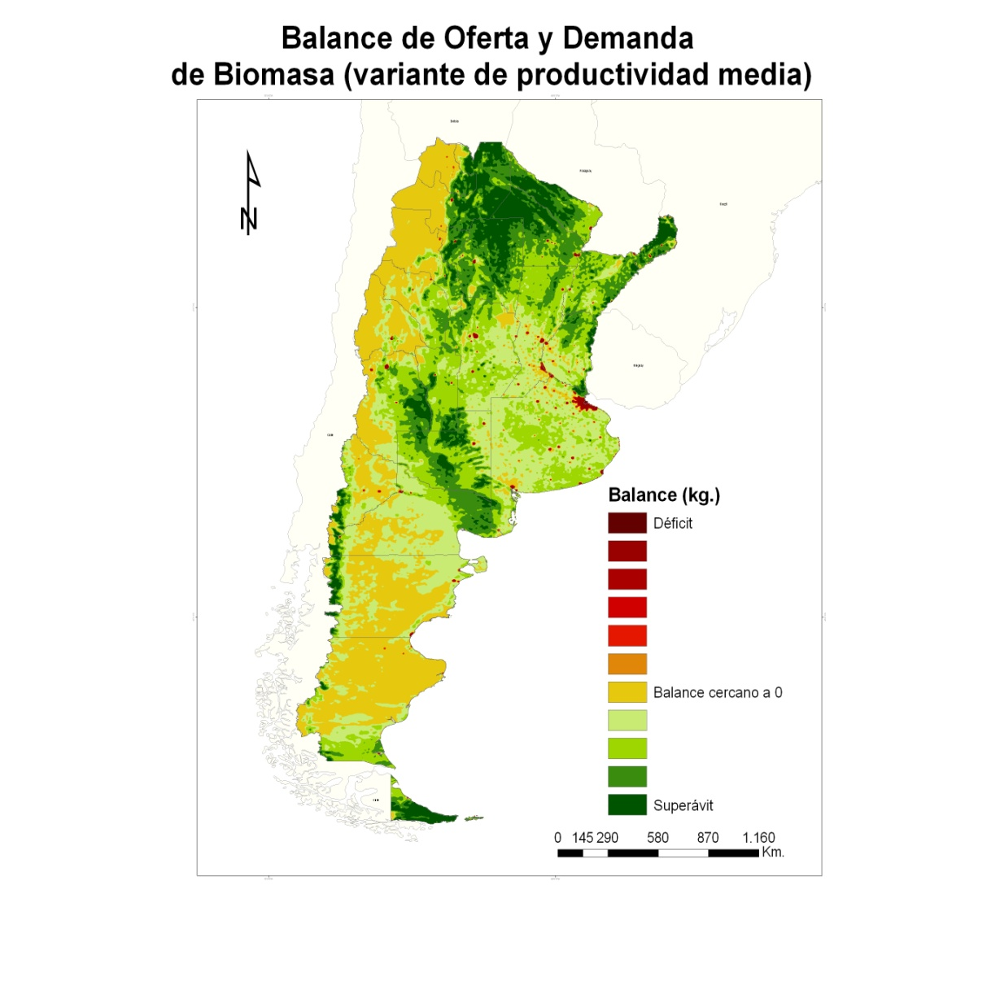 Balance de Oferta y Demanda
de Biomasa (variante de productividad media)
N
Balance (kg.)
Déficit
Balance cercano a 0
Superávit
0 145 290 580 870 1.160
Km.